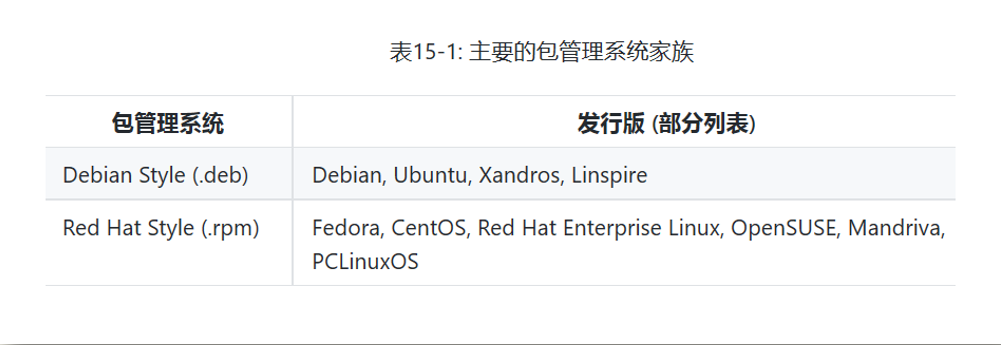 表15-1: 主要的包管理系统家族
包管理系统 发行版 (部分列表)
Debian Style (.deb) Debian, Ubuntu, Xandros, Linspire
Red Hat Style (.rpm) Fedora, CentOS, Red Hat Enterprise Linux, OpenSUSE, Mandriva,
PCLinuxOS